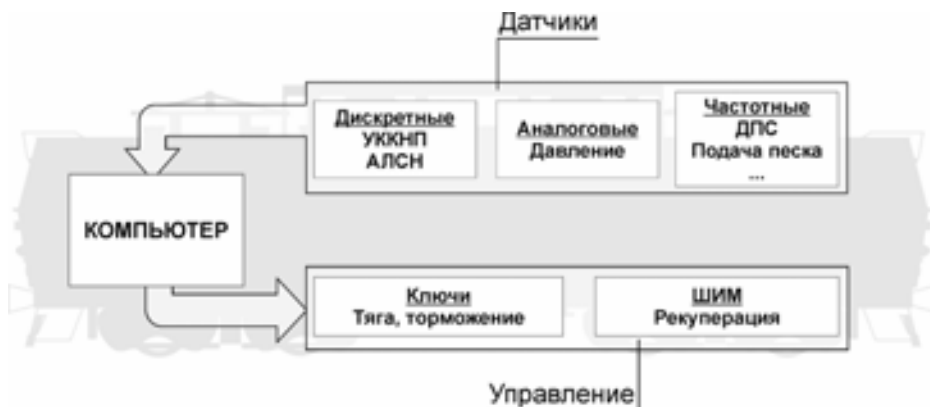 Датчики
Дискретные
УККНП
АЛСН
Аналоговые
Давление
Частотные
ДПС
Подача песка
...
КОМПЬЮТЕР
Ключи
Тяга, торможение
ШИМ
Рекуперация
Управление